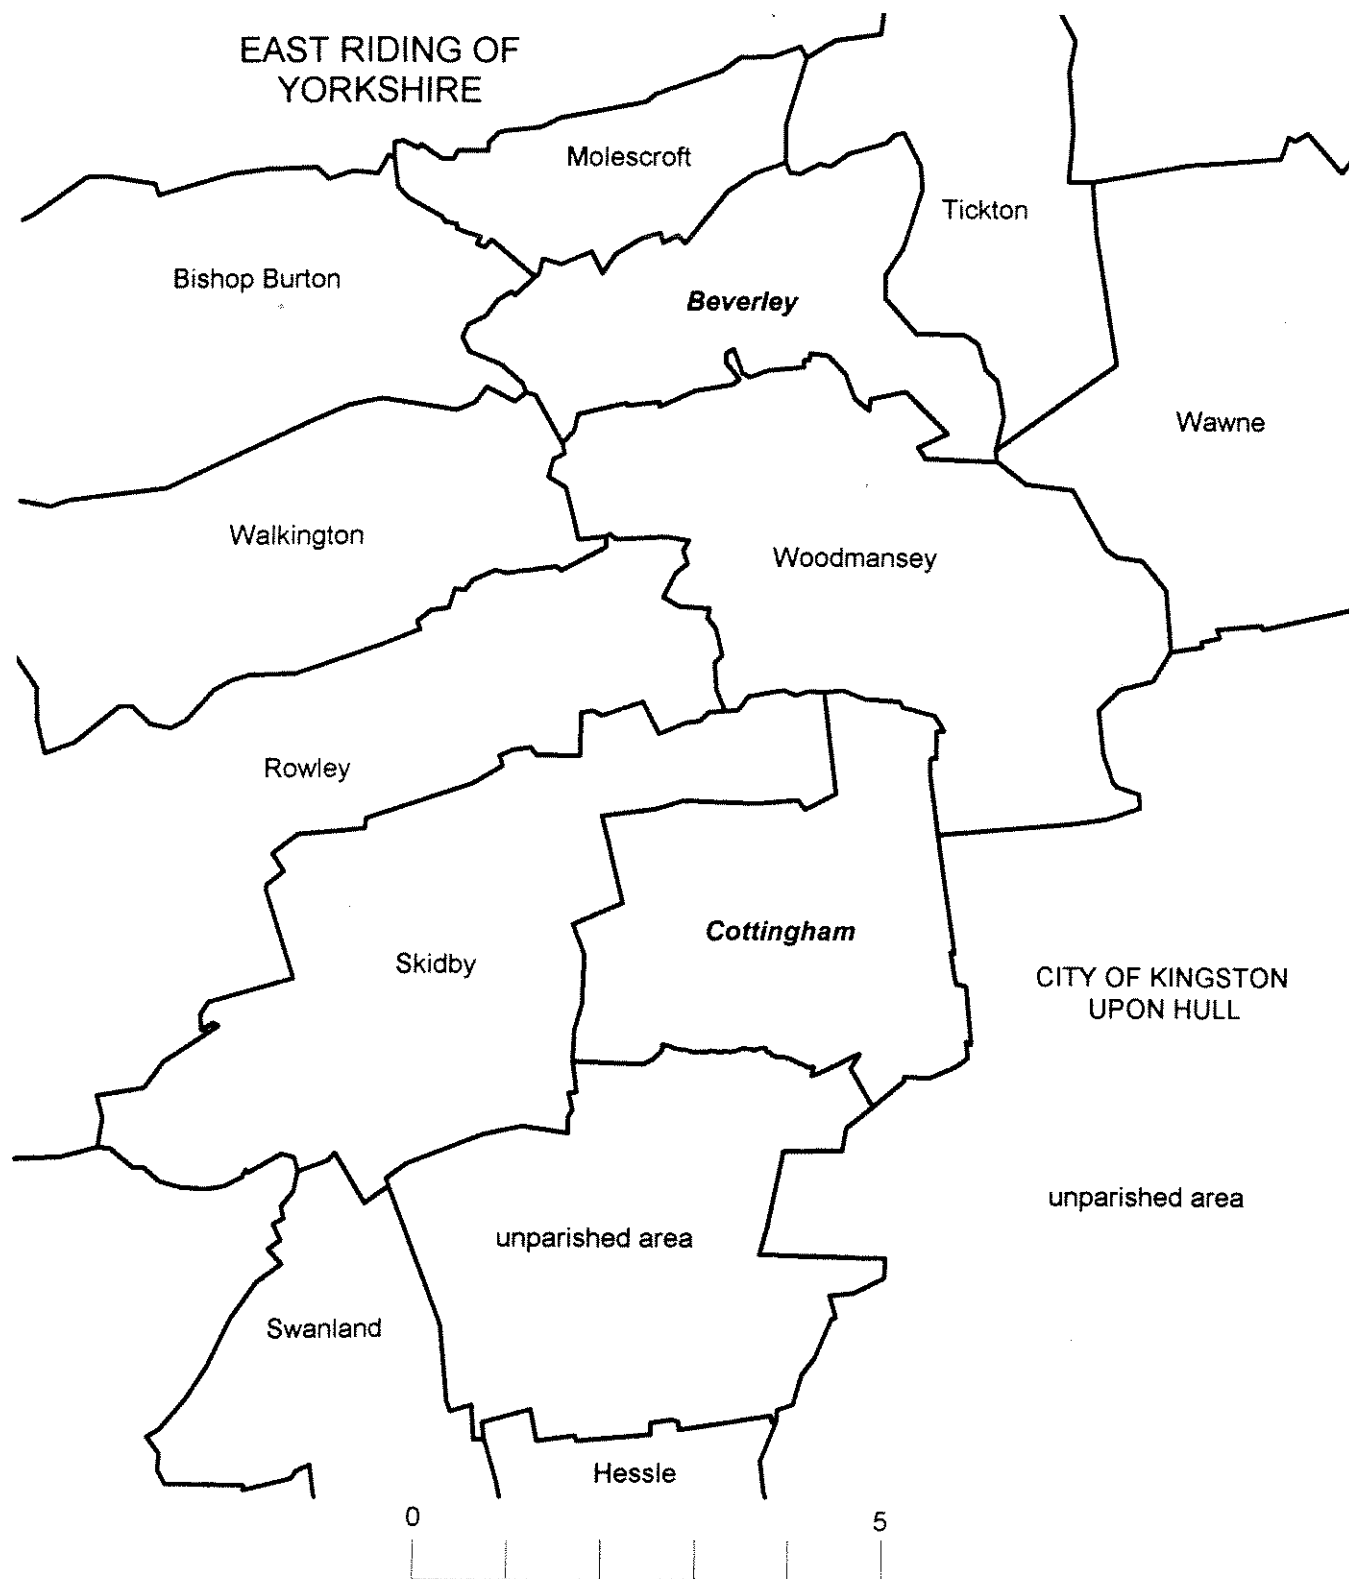 EAST RIDING OF
YORKSHIRE
Molescroft
Tickton
Bishop Burton
Beverley
Wawne
Walkington
Woodmansey
Rowley
Cottingham
Skidby
CITY OF KINGSTON
UPON HULL
unparished area
unparished area
Swanland
Hessle
0
5